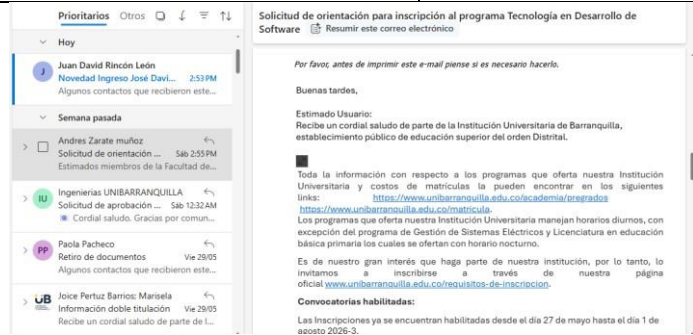 Prioritarios Otros
Hoy
J
Juan David Rincón León
Novedad Ingreso José Davi... 2:53 PM
Algunos contactos que recibieron este...
Semana pasada
Andres Zarate muñoz
Solicitud de orientación ... Sáb 2:55 PM
Estimados miembros de la Facultad de...
IU
Ingenierias UNIBARRANQUILLA
Solicitud de aprobación ... Sáb 12:32 AM
Cordial saludo. Gracias por comun...
PP
Paola Pacheco
Retiro de documentos Vie 29/05
Algunos contactos que recibieron este...
ÜB
Joice Pertuz Barrios; Marisela
Información doble titulación Vie 29/05
Recibe un cordial saludo de parte de l...
Solicitud de orientación para inscripción al programa Tecnología en Desarrollo de
Software Resumir este correo electrónico
Por favor, antes de imprimir este e-mail piense si es necesario hacerlo.
Buenas tardes,
Estimado Usuario:
Recibe un cordial saludo de parte de la Institución Universitaria de Barranquilla,
establecimiento público de educación superior del orden Distrital.
Toda la información con respecto a los programas que oferta nuestra Institución
Universitaria y costos de matrículas la pueden encontrar en los siguientes
links: https://www.unibarranquilla.edu.co/academia/pregrados
https://www.unibarranquilla.edu.co/matricula.
Los programas que oferta nuestra Institución Universitaria manejan horarios diurnos, con
excepción del programa de Gestión de Sistemas Eléctricos y Licenciatura en educación
básica primaria los cuales se ofertan con horario nocturno.
Es de nuestro gran interés que haga parte de nuestra institución, por lo tanto, lo
invitamos a inscribirse a través de nuestra página
oficial www.unibarranquilla.edu.co/requisitos-de-inscripcion.
Convocatorias habilitadas:
Las Inscripciones ya se encuentran habilitadas desde el día 27 de mayo hasta el día 1 de
agosto 2026-3.